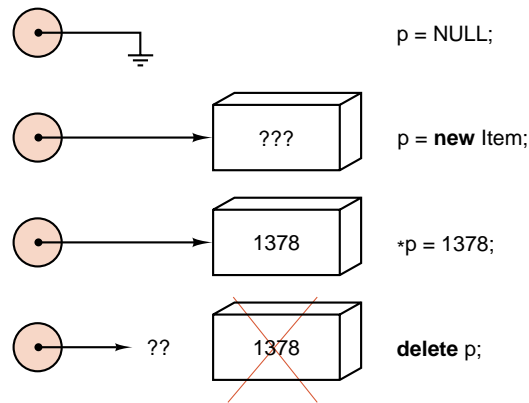 p = NULL;
??? p = new Item;
1378 *p = 1378;
?? 1378 delete p;